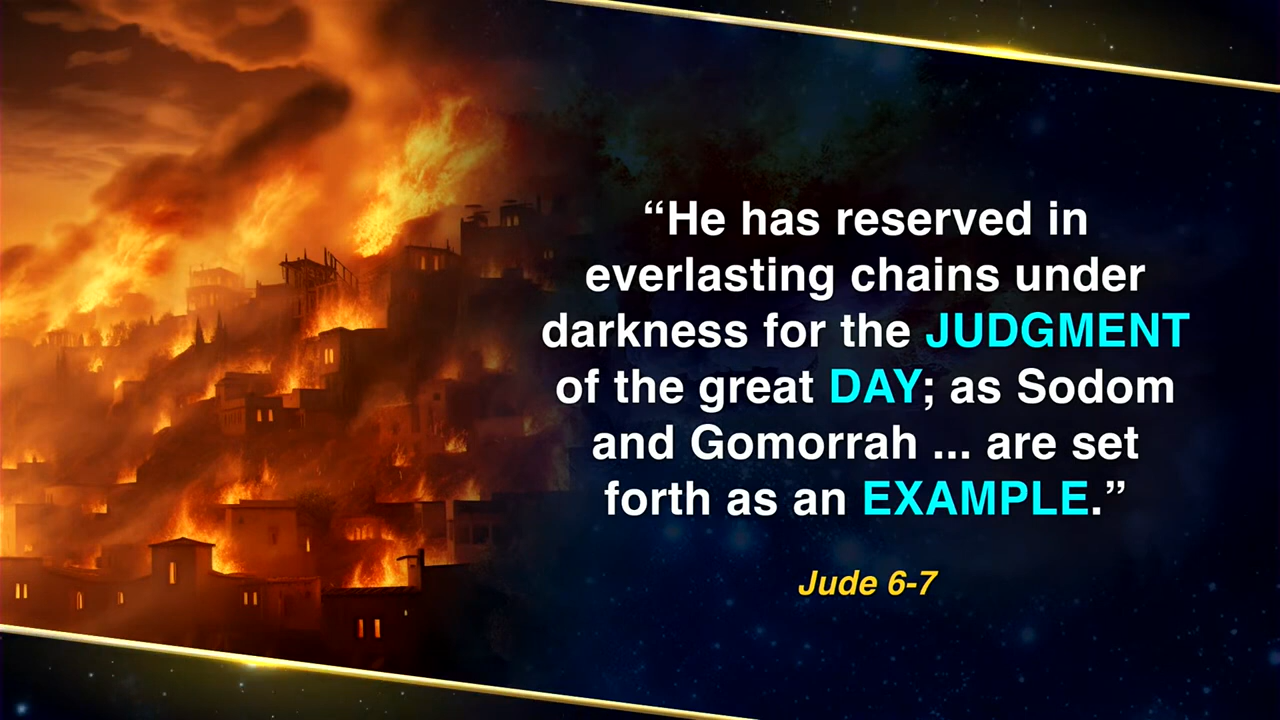 “He has reserved in
everlasting chains under
darkness for the JUDGMENT
of the great DAY; as Sodom
and Gomorrah ... are set
forth as an EXAMPLE.”
Jude 6-7